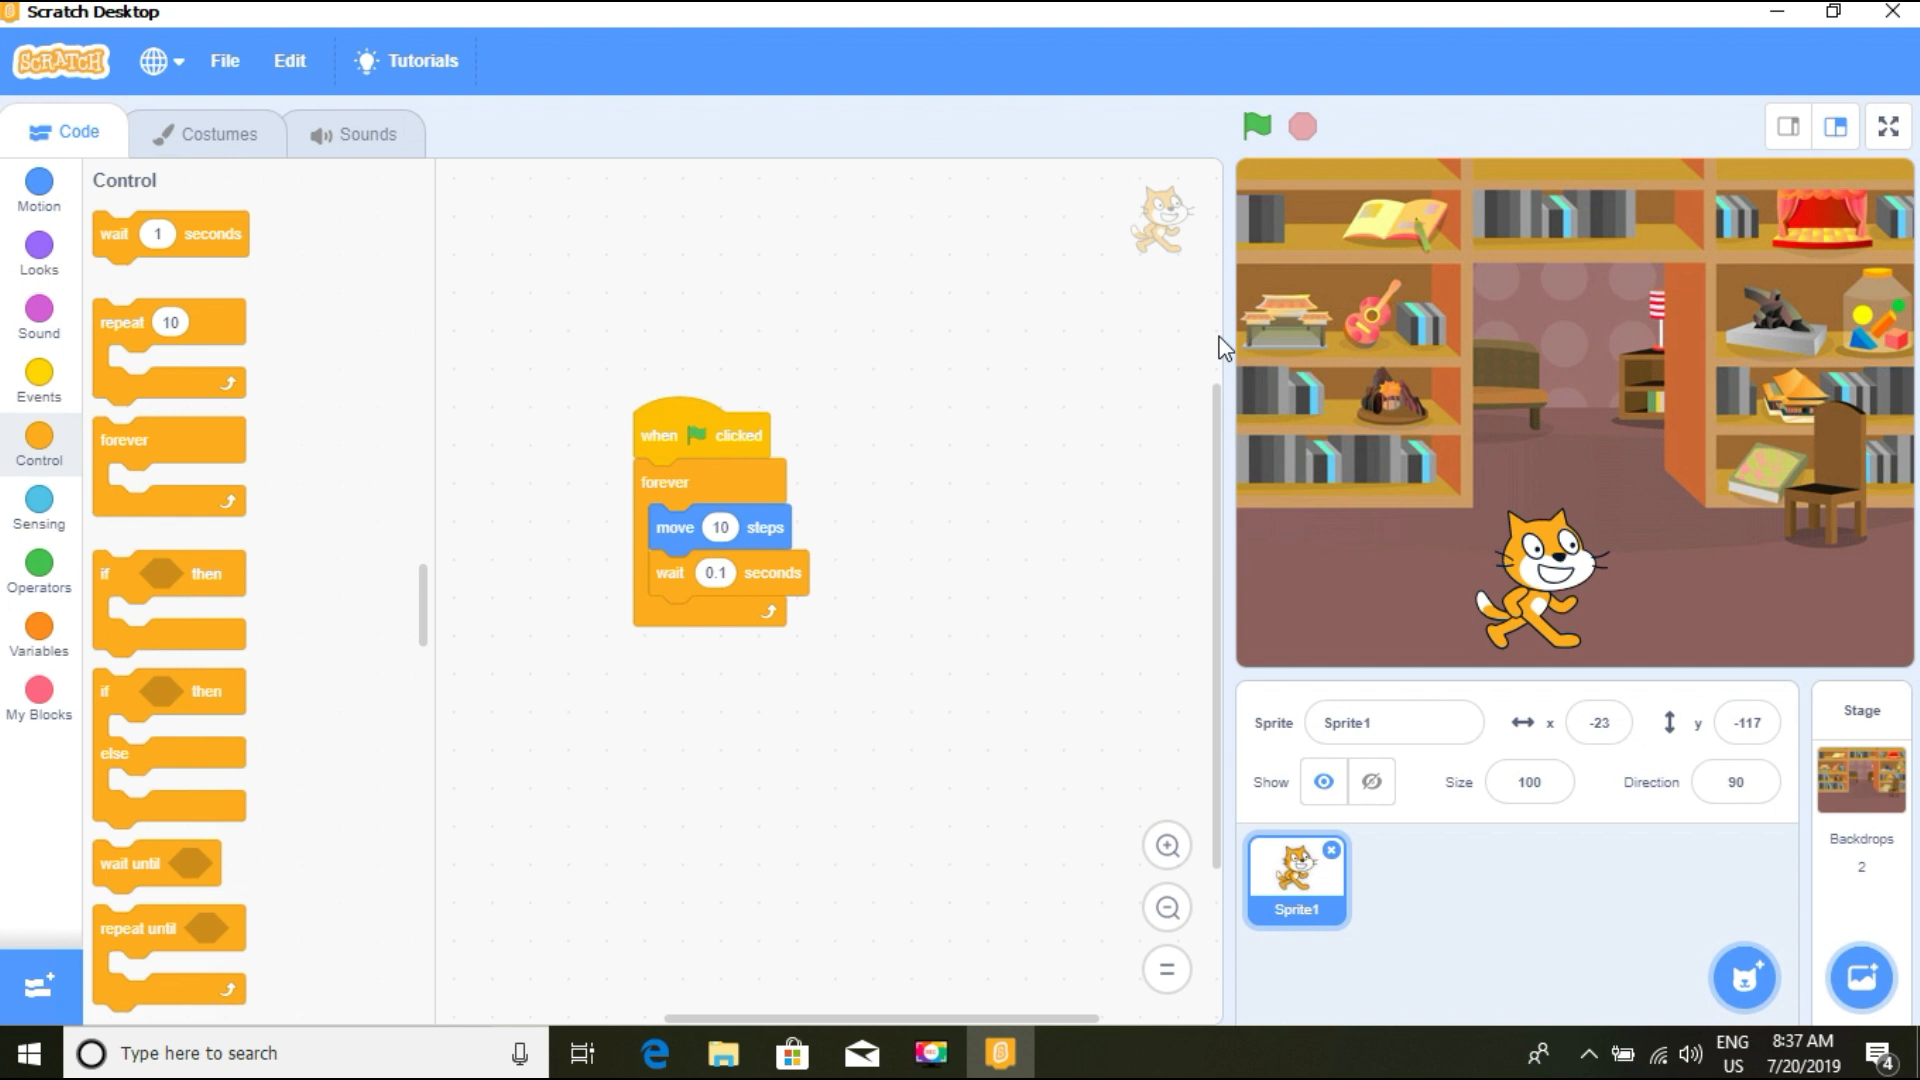 Scratch Desktop
SCRATCH
File
Edit
Tutorials
Code
Costumes
Sounds
Motion
Looks
Sound
Events
Control
Sensing
Operators
Variables
My Blocks
Control
wait 1 seconds
repeat 10
forever
if then
if then
else
wait until
repeat until
when clicked
forever
move 10 steps
wait 0.1 seconds
Sprite Sprite1 x -23 y -117
Show Size 100 Direction 90
Sprite1
Stage
Backdrops
2
Type here to search
ENG
US
8:37 AM
7/20/2019
4